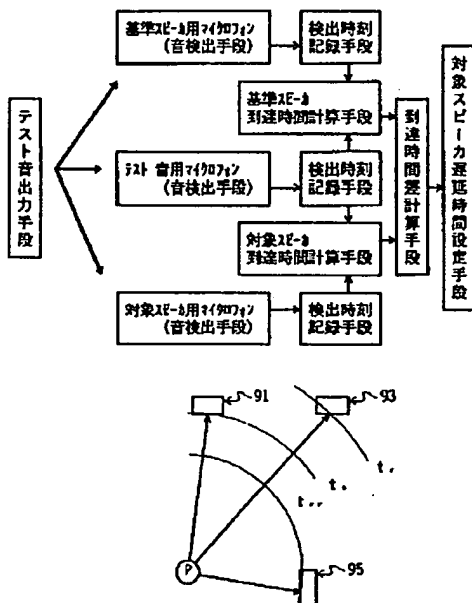 基準スピーカ用マイクロフォン
(音検出手段)
検出時刻
記録手段
基準スピーカ
到達時間計算手段
テスト音出力手段
テスト音用マイクロフォン
(音検出手段)
検出時刻
記録手段
到達時間差計算手段
対象スピーカ遅延時間設定手段
対象スピーカ
到達時間計算手段
対象スピーカ用マイクロフォン
(音検出手段)
検出時刻
記録手段
91
93
P
95